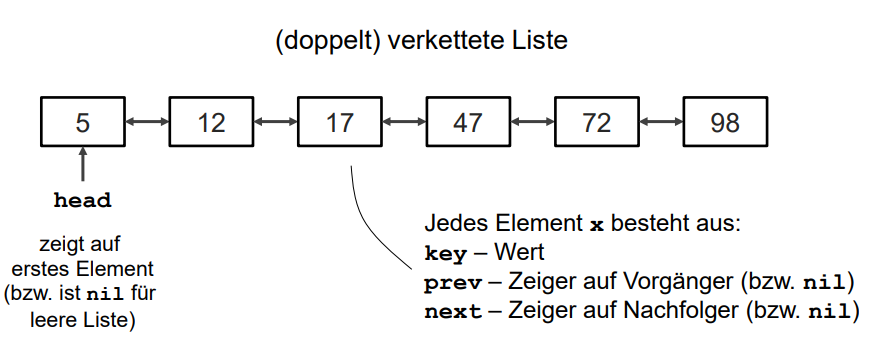 (doppelt) verkettete Liste
5 12 17 47 72 98
head
zeigt auf
erstes Element
(bzw. ist nil für
leere Liste)
Jedes Element x besteht aus:
key – Wert
prev – Zeiger auf Vorgänger (bzw. nil)
next – Zeiger auf Nachfolger (bzw. nil)